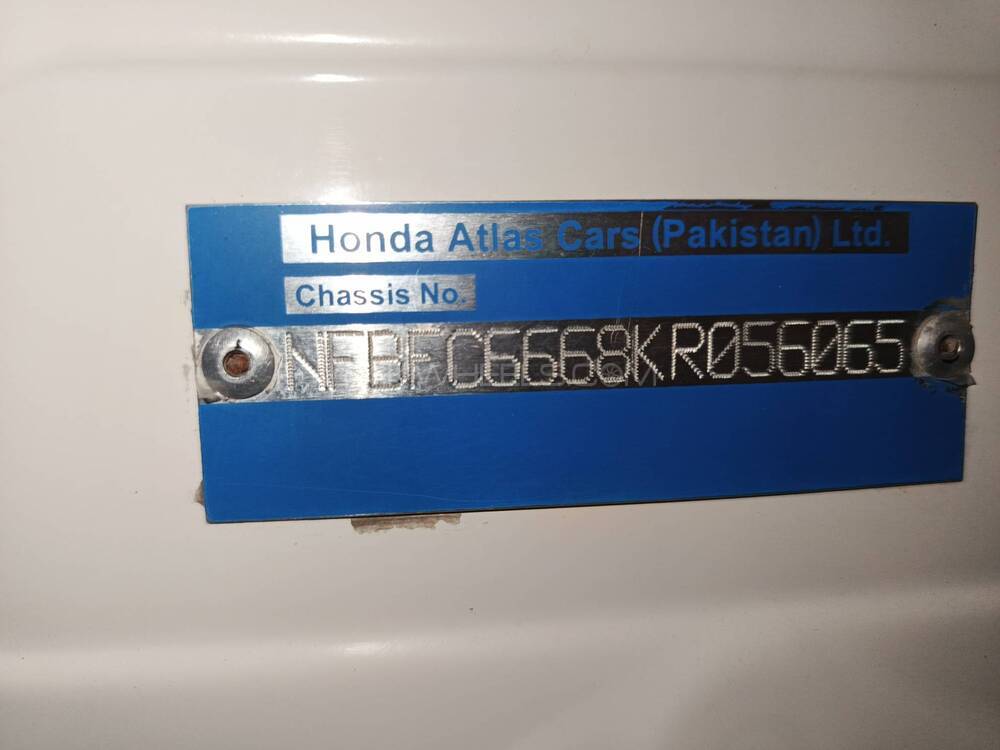 Honda Atlas Cars (Pakistan) Ltd.
Chassis No.
NFBFC6668KR056065